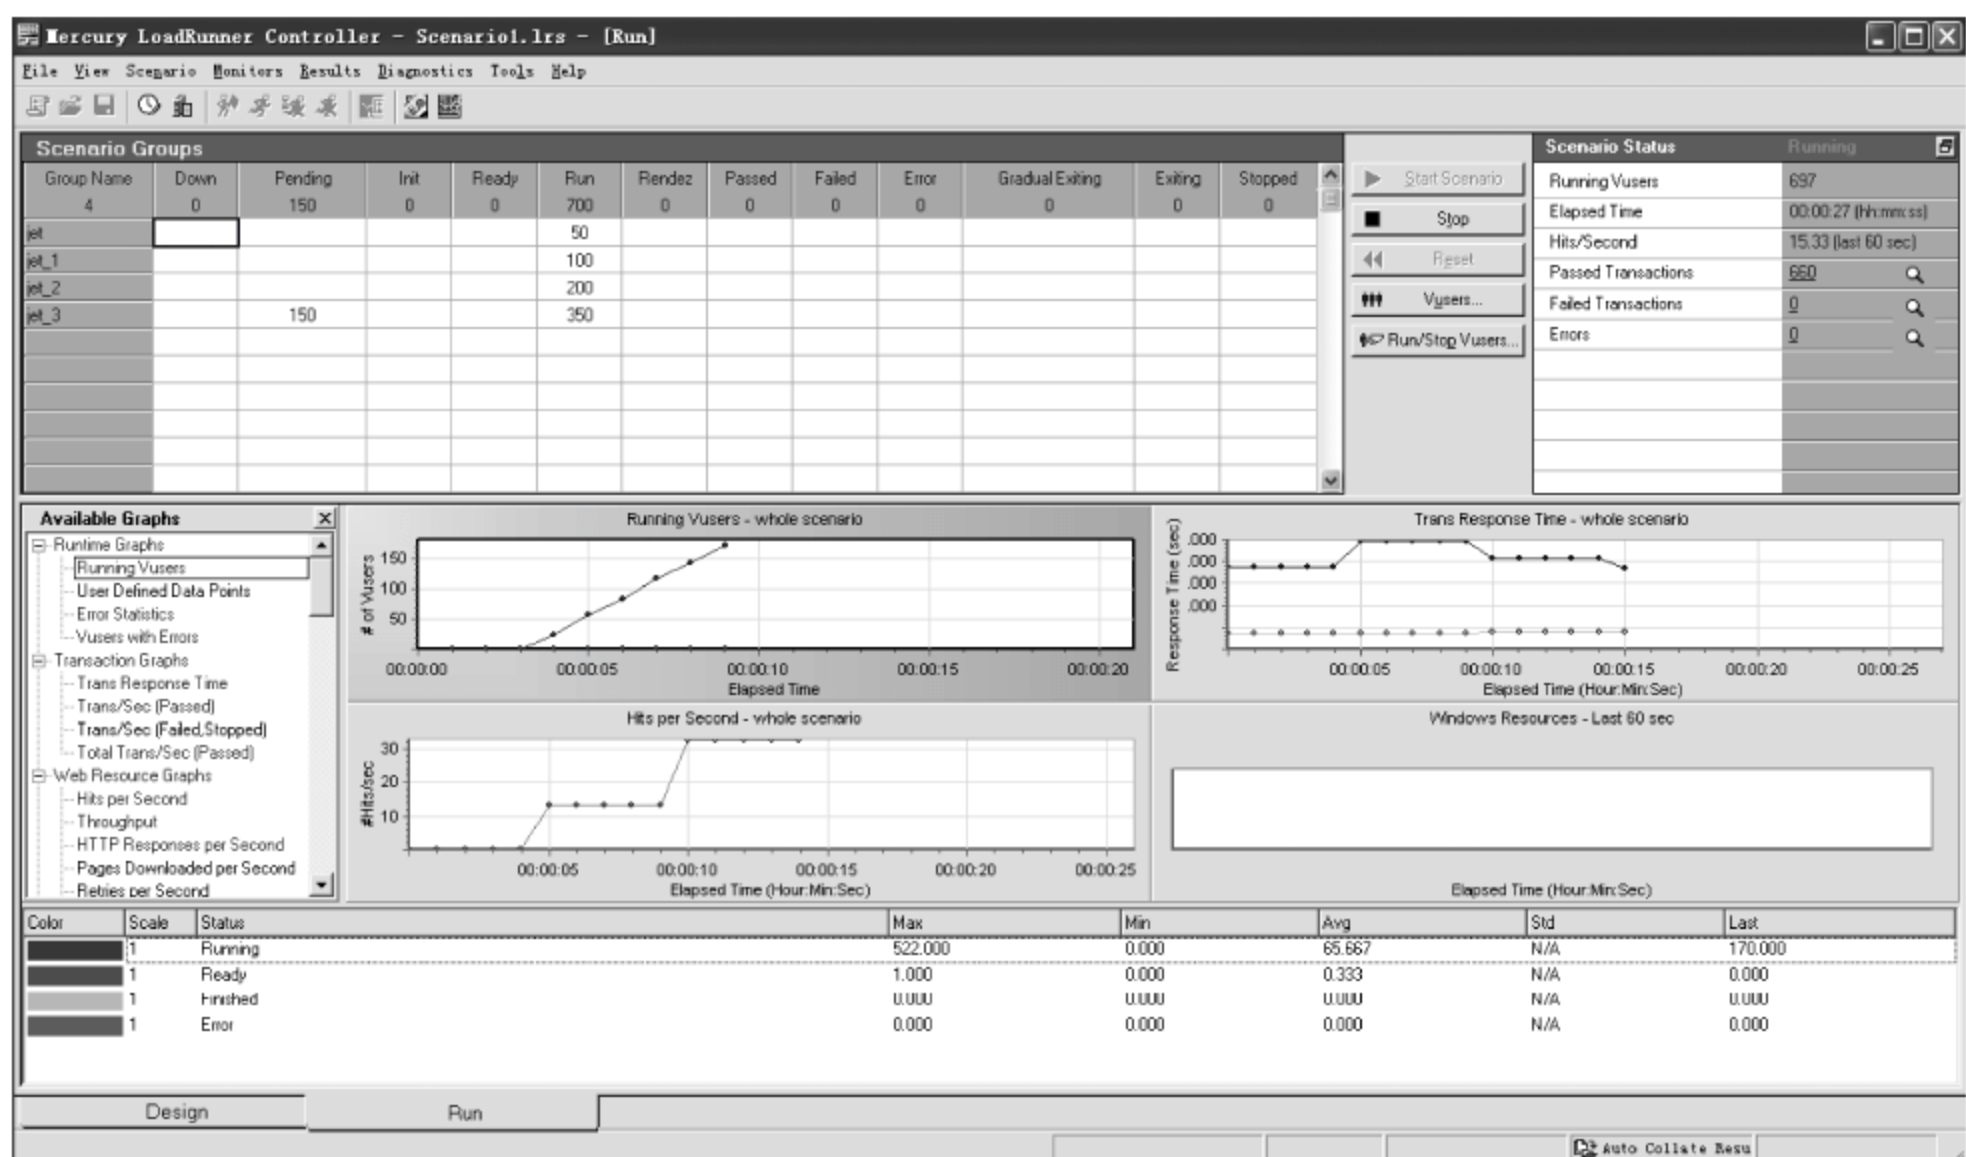 Mercury LoadRunner Controller - Scenario1.lrs - [Run]
File View Scenario Monitors Results Diagnostics Tools Help
Scenario Groups
Group Name Down Pending Init Ready Run Rendez Passed Failed Error Gradual Exiting Exiting Stopped
4 0 150 0 0 700 0 0 0 0 0 0 0
jet 50
jet_1 100
jet_2 200
jet_3 150 350
Start Scenario
Stop
Reset
Vusers...
Run/Stop Vusers...
Scenario Status Running
Running Vusers 697
Elapsed Time 00:00:27 (hh:mm:ss)
Hits/Second 15.33 (last 60 sec)
Passed Transactions 660
Failed Transactions 0
Errors 0
Available Graphs
Runtime Graphs
Running Vusers
User Defined Data Points
Error Statistics
Vusers with Errors
Transaction Graphs
Trans Response Time
Trans/Sec (Passed)
Trans/Sec (Failed,Stopped)
Total Trans/Sec (Passed)
Web Resource Graphs
Hits per Second
Throughput
HTTP Responses per Second
Pages Downloaded per Second
Retries per Second
Running Vusers - whole scenario
# of Vusers
150
100
50
00:00:00 00:00:05 00:00:10 00:00:15 00:00:20
Elapsed Time
Trans Response Time - whole scenario
Response Time (sec)
.000
.000
.000
.000
00:00:05 00:00:10 00:00:15 00:00:20 00:00:25
Elapsed Time (Hour:Min:Sec)
Hits per Second - whole scenario
#Hits/sec
30
20
10
00:00:05 00:00:10 00:00:15 00:00:20 00:00:25
Elapsed Time (Hour:Min:Sec)
Windows Resources - Last 60 sec
Elapsed Time (Hour:Min:Sec)
Color Scale Status Max Min Avg Std Last
1 Running 522.000 0.000 65.667 N/A 170.000
1 Ready 1.000 0.000 0.333 N/A 0.000
1 Finished 0.000 0.000 0.000 N/A 0.000
1 Error 0.000 0.000 0.000 N/A 0.000
Design Run
Auto Collate Resu